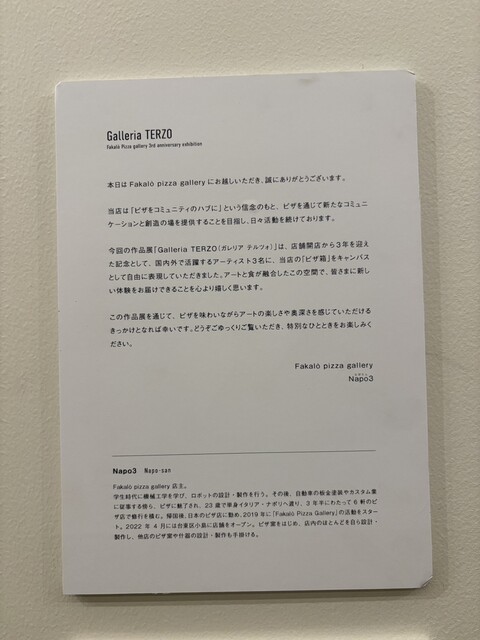 Galleria TERZO
Fakalò Pizza gallery 3rd anniversary exhibition
本日は Fakalò pizza gallery にお越しいただき、誠にありがとうございます。
当店は「ピザをコミュニティのハブに」という信念のもと、ピザを通じて新たなコミュニ
ケーションと創造の場を提供することを目指し、日々活動を続けております。
今回の作品展「Galleria TERZO（ガレリア テルツォ）」は、店舗開店から3年を迎え
た記念として、国内外で活躍するアーティスト3名に、当店の「ピザ箱」をキャンバス
として自由に表現していただきました。アートと食が融合したこの空間で、皆さまに新し
い体験をお届けできることを心より嬉しく思います。
この作品展を通じて、ピザを味わいながらアートの楽しさや奥深さを感じていただける
きっかけとなれば幸いです。どうぞごゆっくりご覧いただき、特別なひとときをお楽しみく
ださい。
Fakalò pizza gallery
Napo3
Napo3 Napo-san
Fakalò pizza gallery 店主。
学生時代に機械工学を学び、ロボットの設計・製作を行う。その後、自動車の板金塗装やカスタム業
に従事する傍ら、ピザに魅了され、23 歳で単身イタリア・ナポリへ渡り、3 年半にわたって 6 軒のピ
ザ店で修行を積む。帰国後、日本のピザ店に勤め、2019 年に「Fakalò Pizza Gallery」の活動をスター
ト。2022 年 4 月には台東区小島に店舗をオープン。ピザ窯をはじめ、店内のほとんどを自ら設計・
製作し、他店のピザ窯や什器の設計・製作も手掛ける。